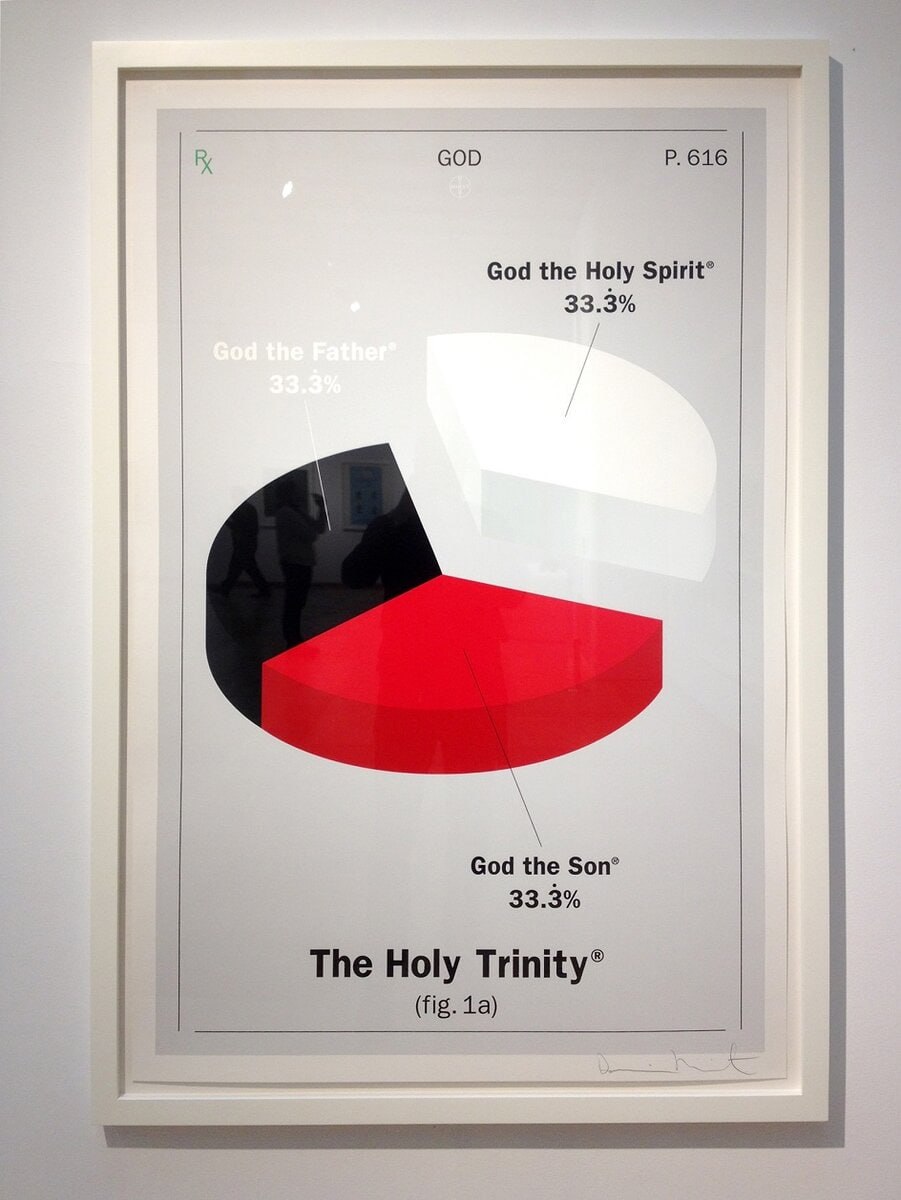 Rx
GOD
P. 616
God the Holy Spirit®
33.3̇%
God the Father®
33.3̇%
God the Son®
33.3̇%
The Holy Trinity®
(fig. 1a)